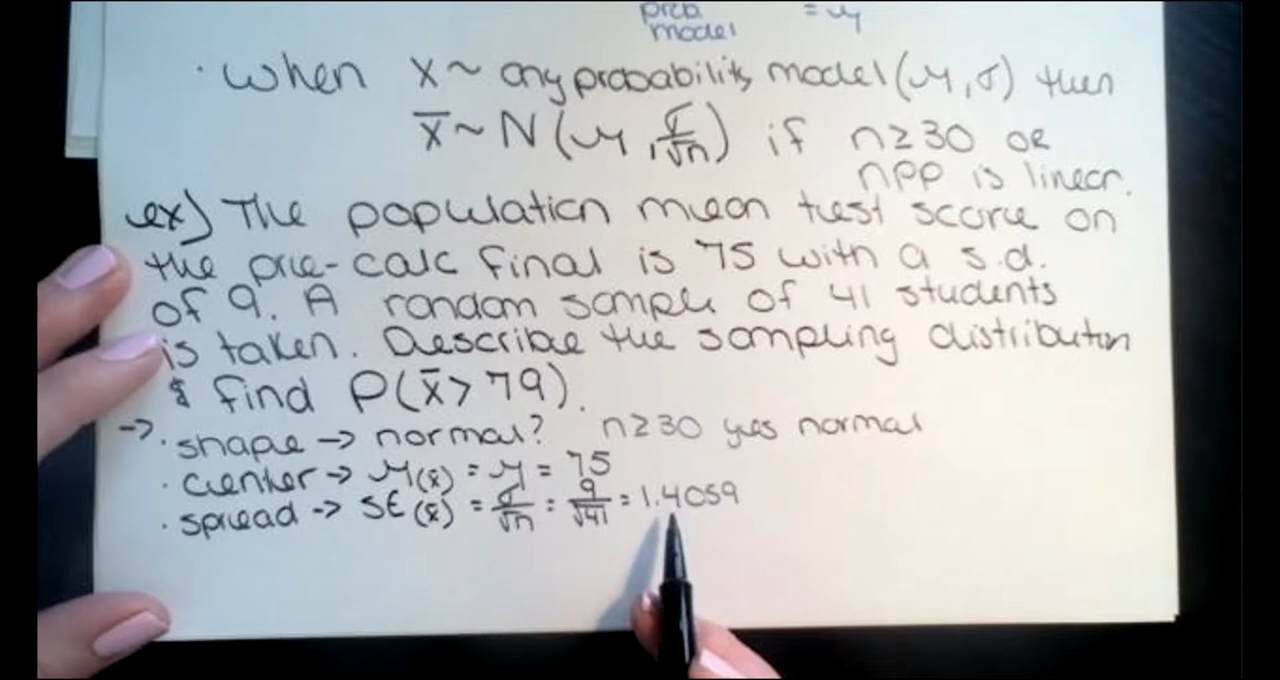 prob. = μ
model
· when X ~ any probability model (μ, σ) then
X̄ ~ N(μ, σ/√n) if n ≥ 30 or
npp is linear.
ex) The population mean test score on
the pre-calc final is 75 with a s.d.
of 9. A random sample of 41 students
is taken. Describe the sampling distribution
& find P(x̄ > 79).
→ · shape → normal? n ≥ 30 yes normal
· center → μ(x̄) = μ = 75
· spread → SE(x̄) = σ/√n = 9/√41 = 1.4059